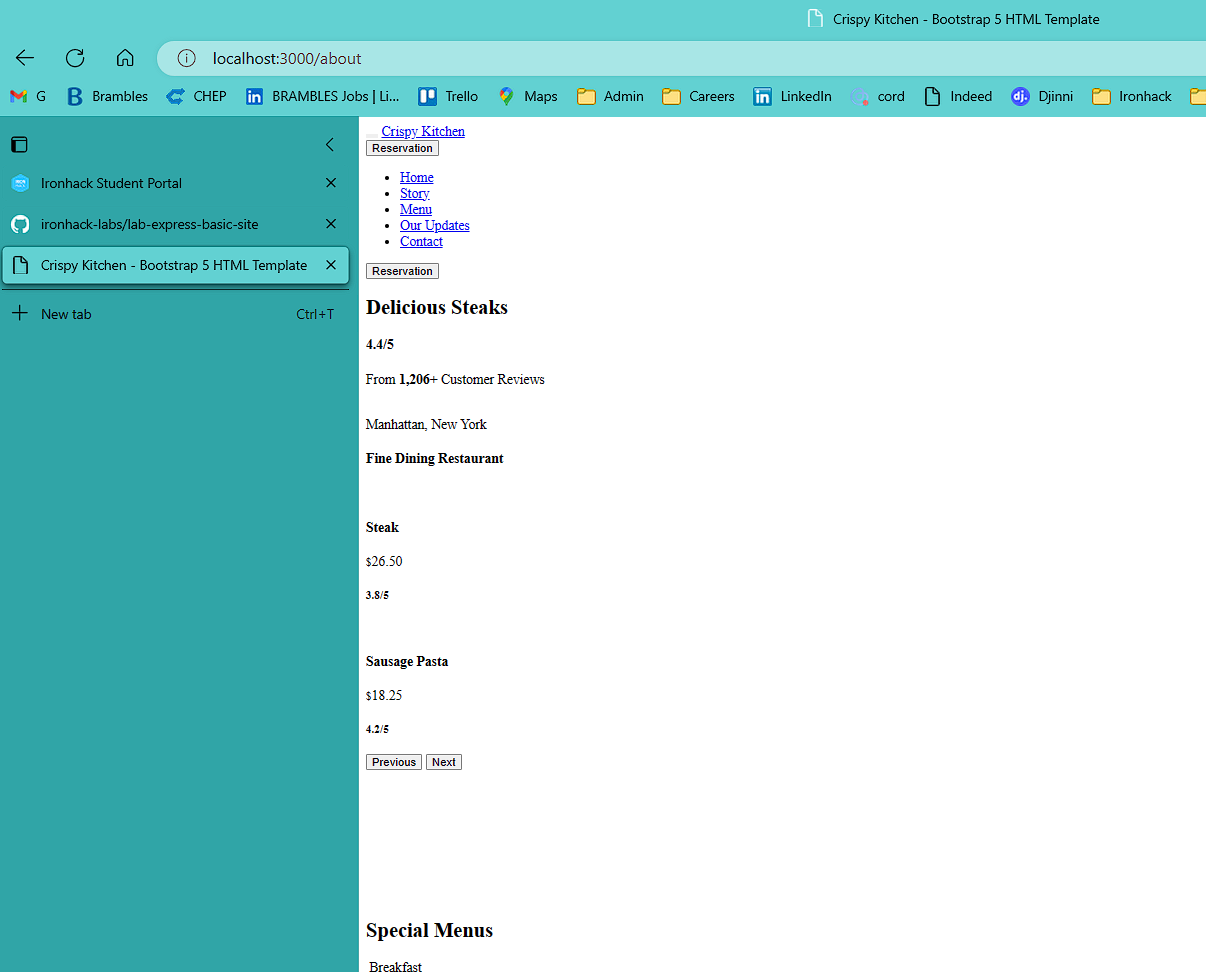 Crispy Kitchen - Bootstrap 5 HTML Template
localhost:3000/about
G Brambles CHEP BRAMBLES Jobs | Li... Trello Maps Admin Careers LinkedIn cord Indeed Djinni Ironhack
Ironhack Student Portal
ironhack-labs/lab-express-basic-site
Crispy Kitchen - Bootstrap 5 HTML Template
New tab Ctrl+T
Crispy Kitchen
Reservation
Home
Story
Menu
Our Updates
Contact
Reservation
Delicious Steaks
4.4/5
From 1,206+ Customer Reviews
Manhattan, New York
Fine Dining Restaurant
Steak
$26.50
3.8/5
Sausage Pasta
$18.25
4.2/5
Previous Next
Special Menus
Breakfast